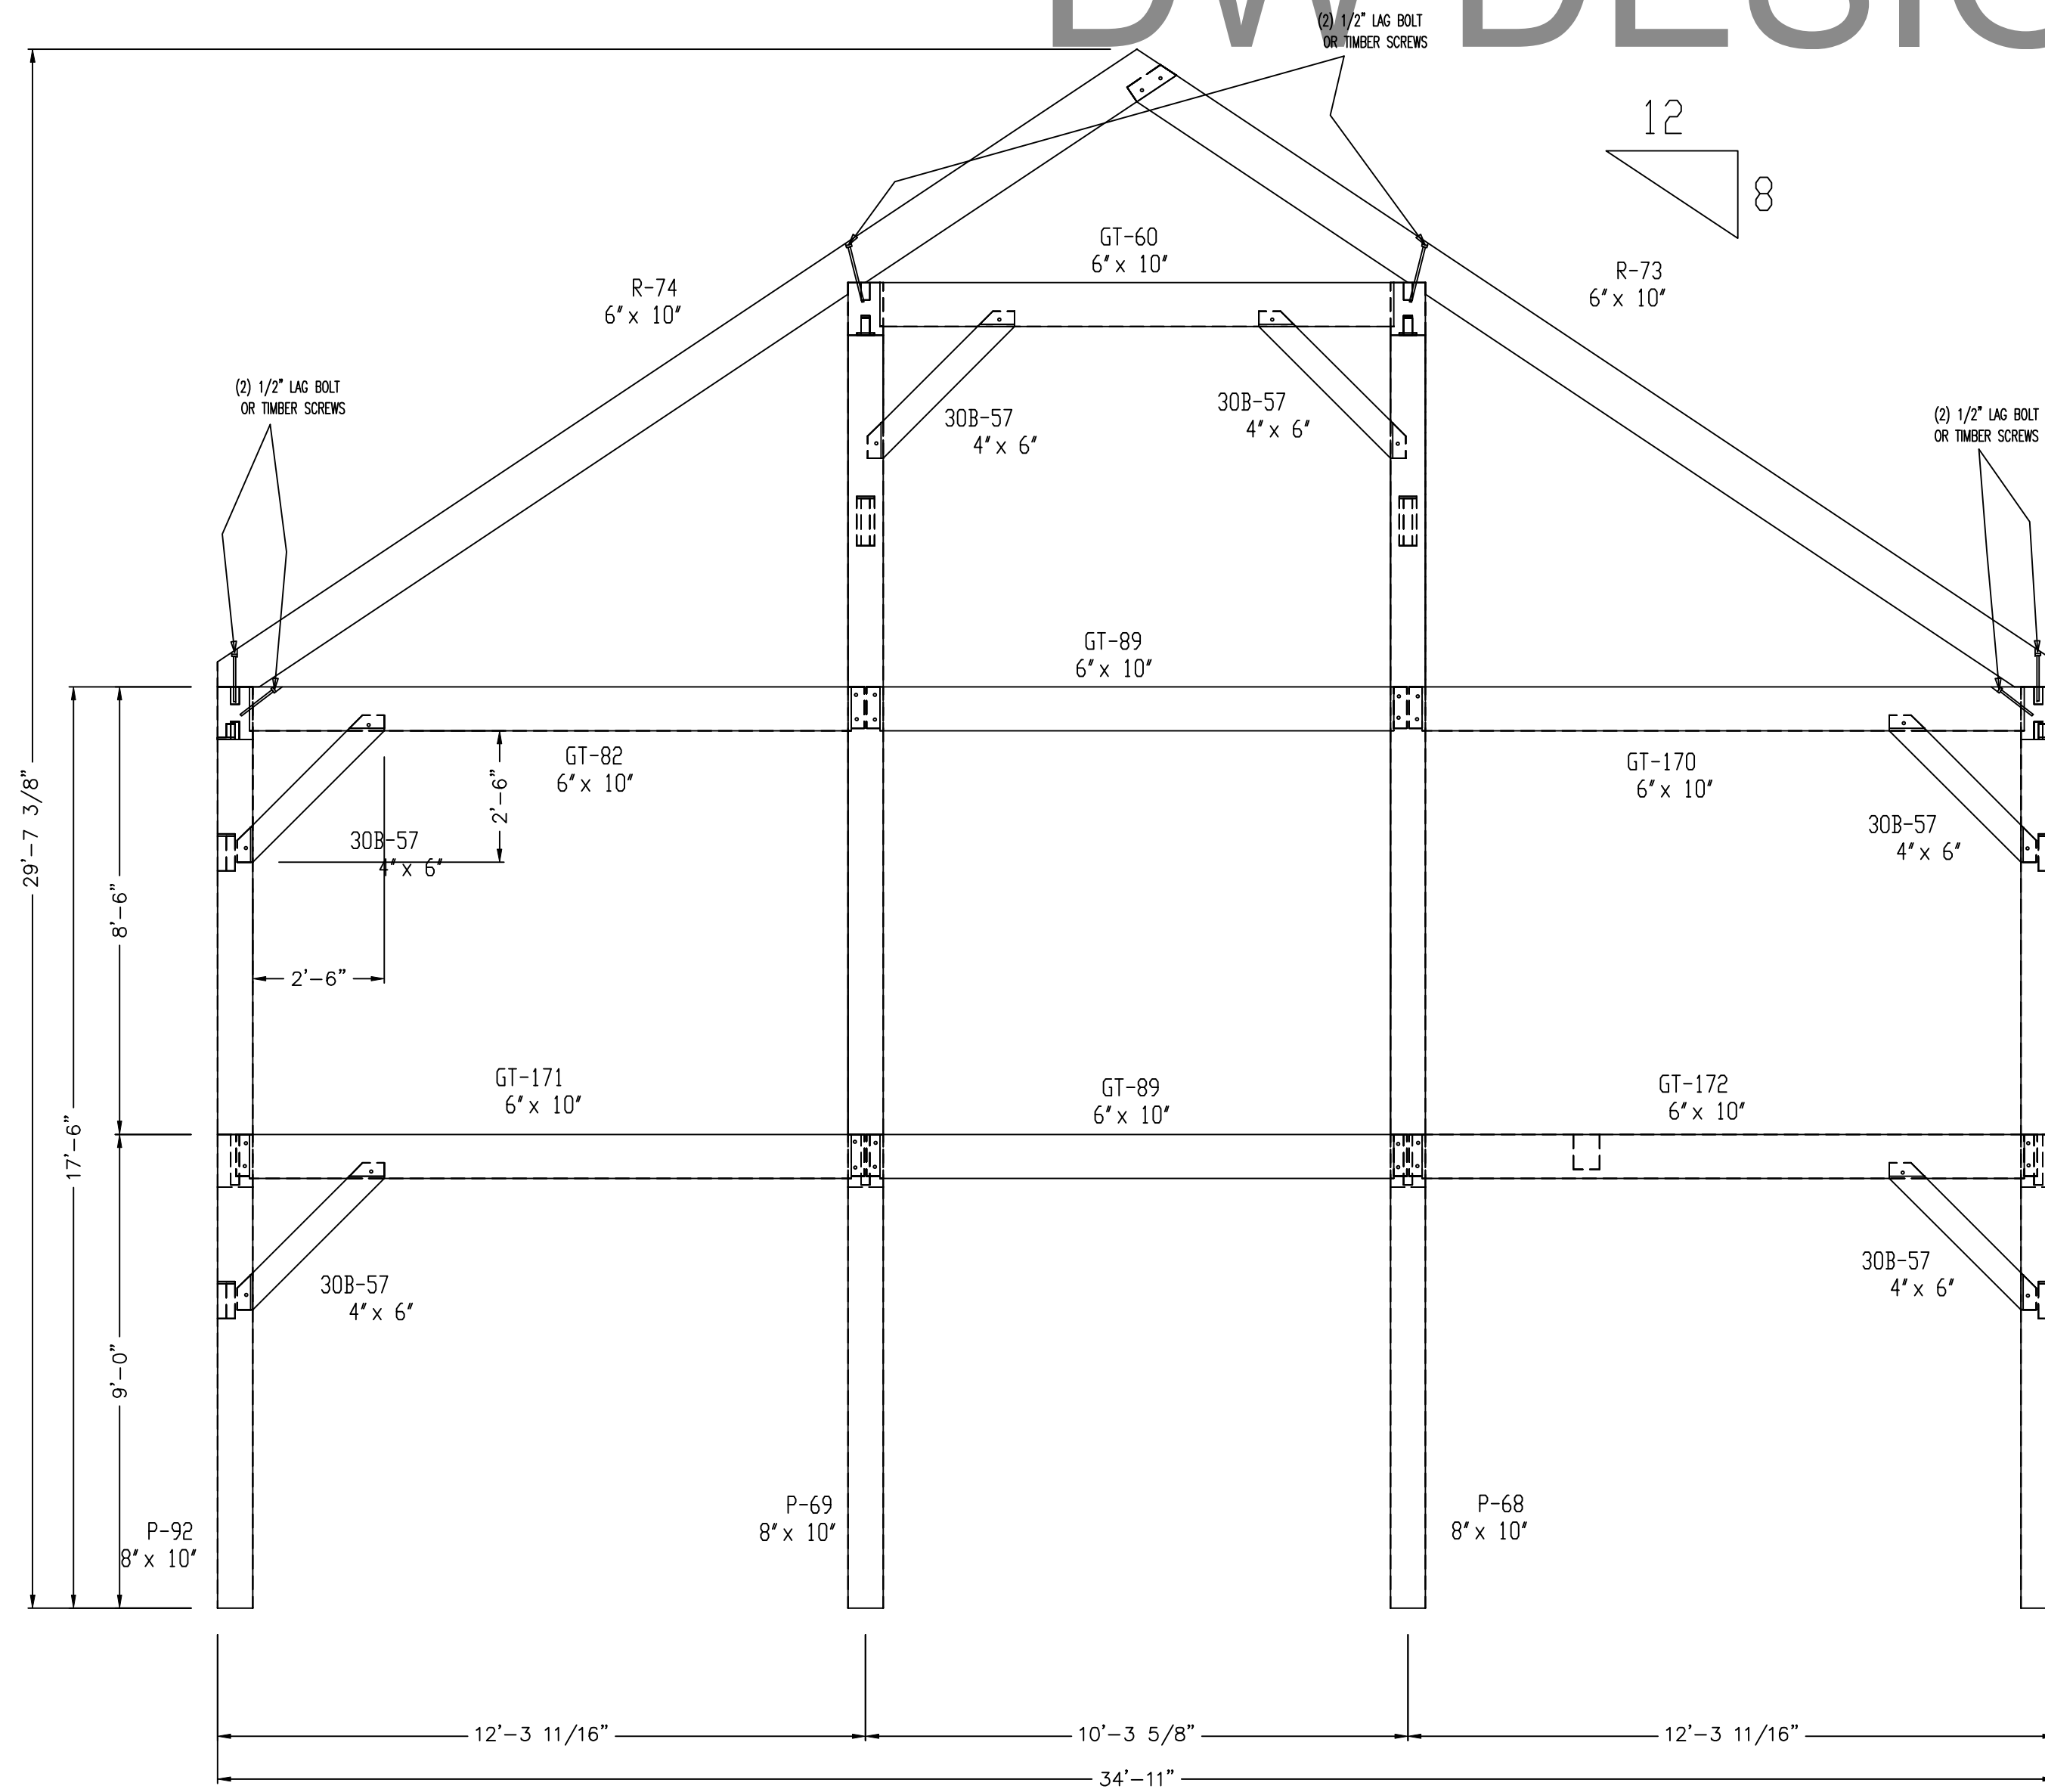 (2) 1/2" LAG BOLT
OR TIMBER SCREWS
12
8
GT-60
6" x 10"
R-74
6" x 10"
R-73
6" x 10"
(2) 1/2" LAG BOLT
OR TIMBER SCREWS
30B-57
4" x 6"
30B-57
4" x 6"
(2) 1/2" LAG BOLT
OR TIMBER SCREWS
GT-89
6" x 10"
GT-82
6" x 10"
GT-170
6" x 10"
2'-6"
29'-7 3/8"
30B-57
4" x 6"
30B-57
4" x 6"
8'-6"
2'-6"
GT-171
6" x 10"
GT-89
6" x 10"
GT-172
6" x 10"
17'-6"
30B-57
4" x 6"
30B-57
4" x 6"
9'-0"
P-92
8" x 10"
P-69
8" x 10"
P-68
8" x 10"
12'-3 11/16"
10'-3 5/8"
12'-3 11/16"
34'-11"